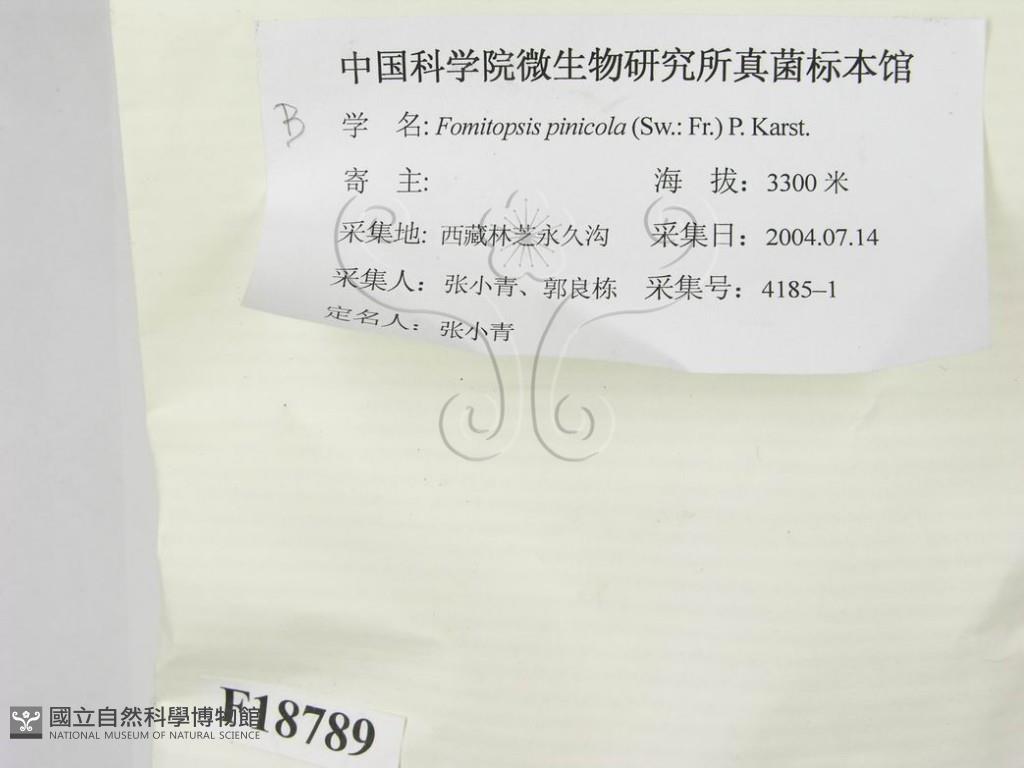 中国科学院微生物研究所真菌标本馆
B 学 名: Fomitopsis pinicola (Sw.: Fr.) P. Karst.
寄 主: 海 拔: 3300 米
采集地: 西藏林芝永久沟 采集日: 2004.07.14
采集人: 张小青、郭良栋 采集号: 4185–1
定名人: 张小青
F18789
國立自然科學博物館
NATIONAL MUSEUM OF NATURAL SCIENCE